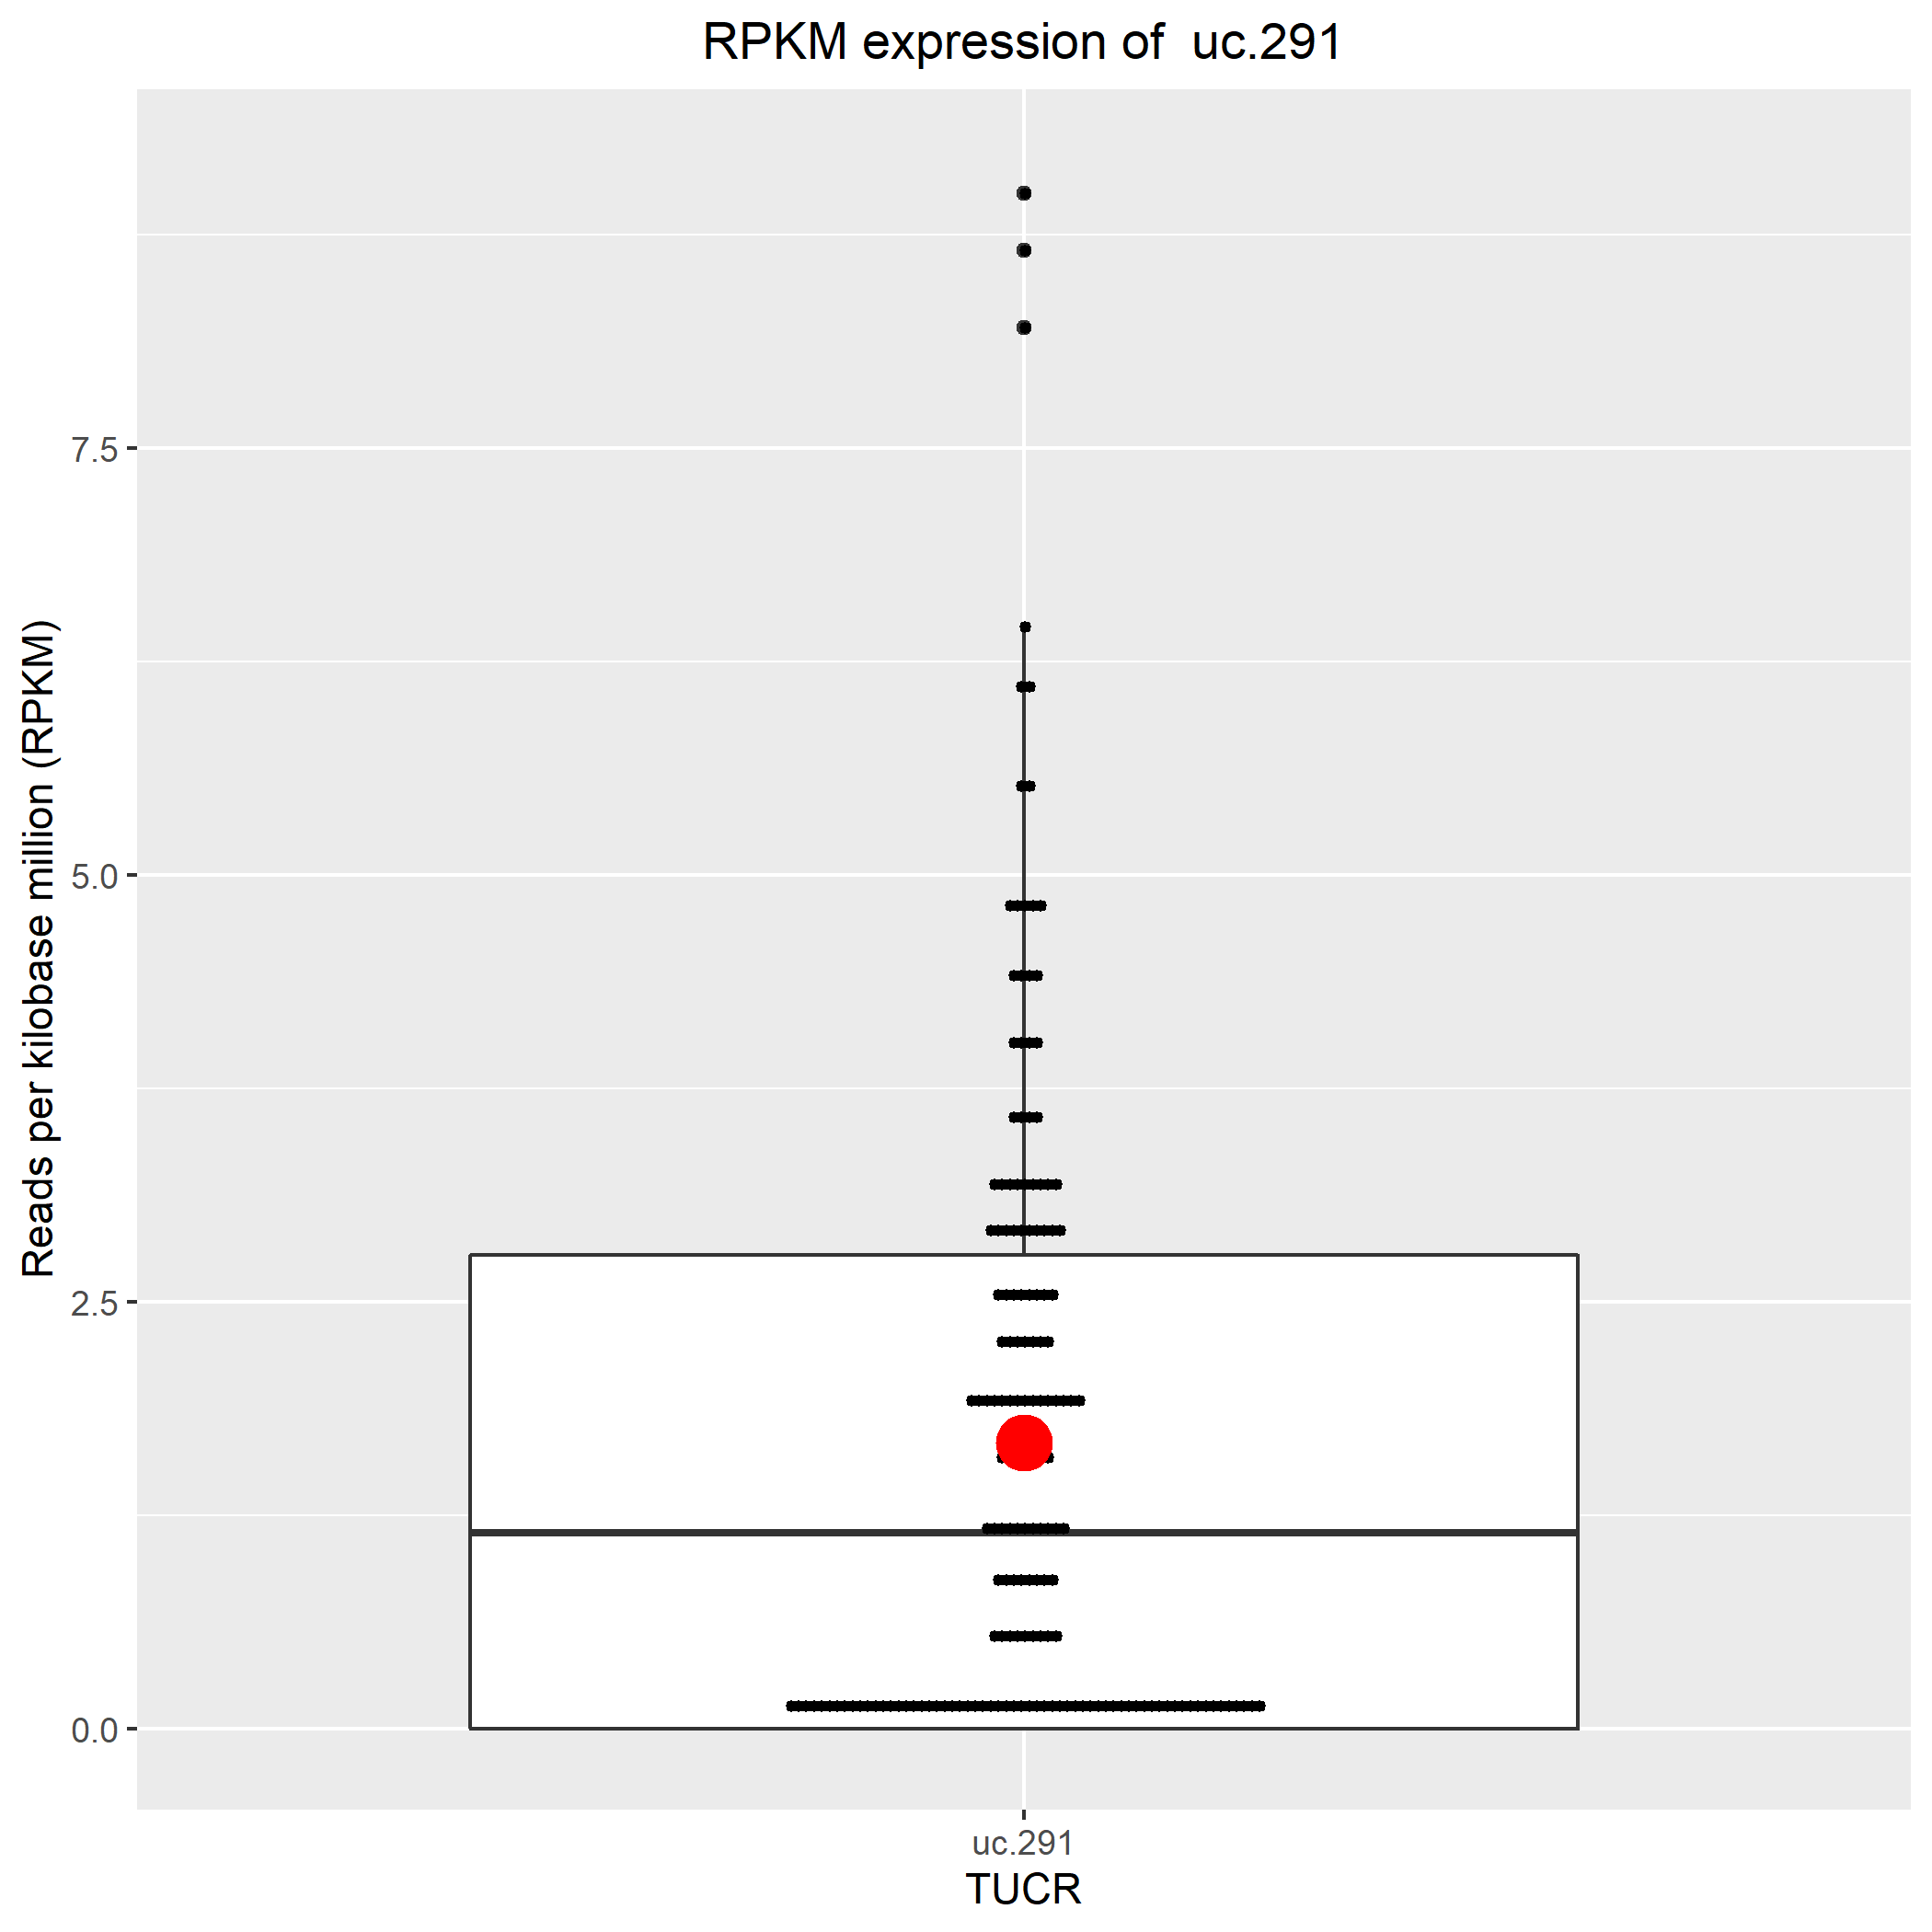 RPKM expression of  uc.291
Reads per kilobase million (RPKM)
7.5
5.0
2.5
0.0
uc.291
TUCR